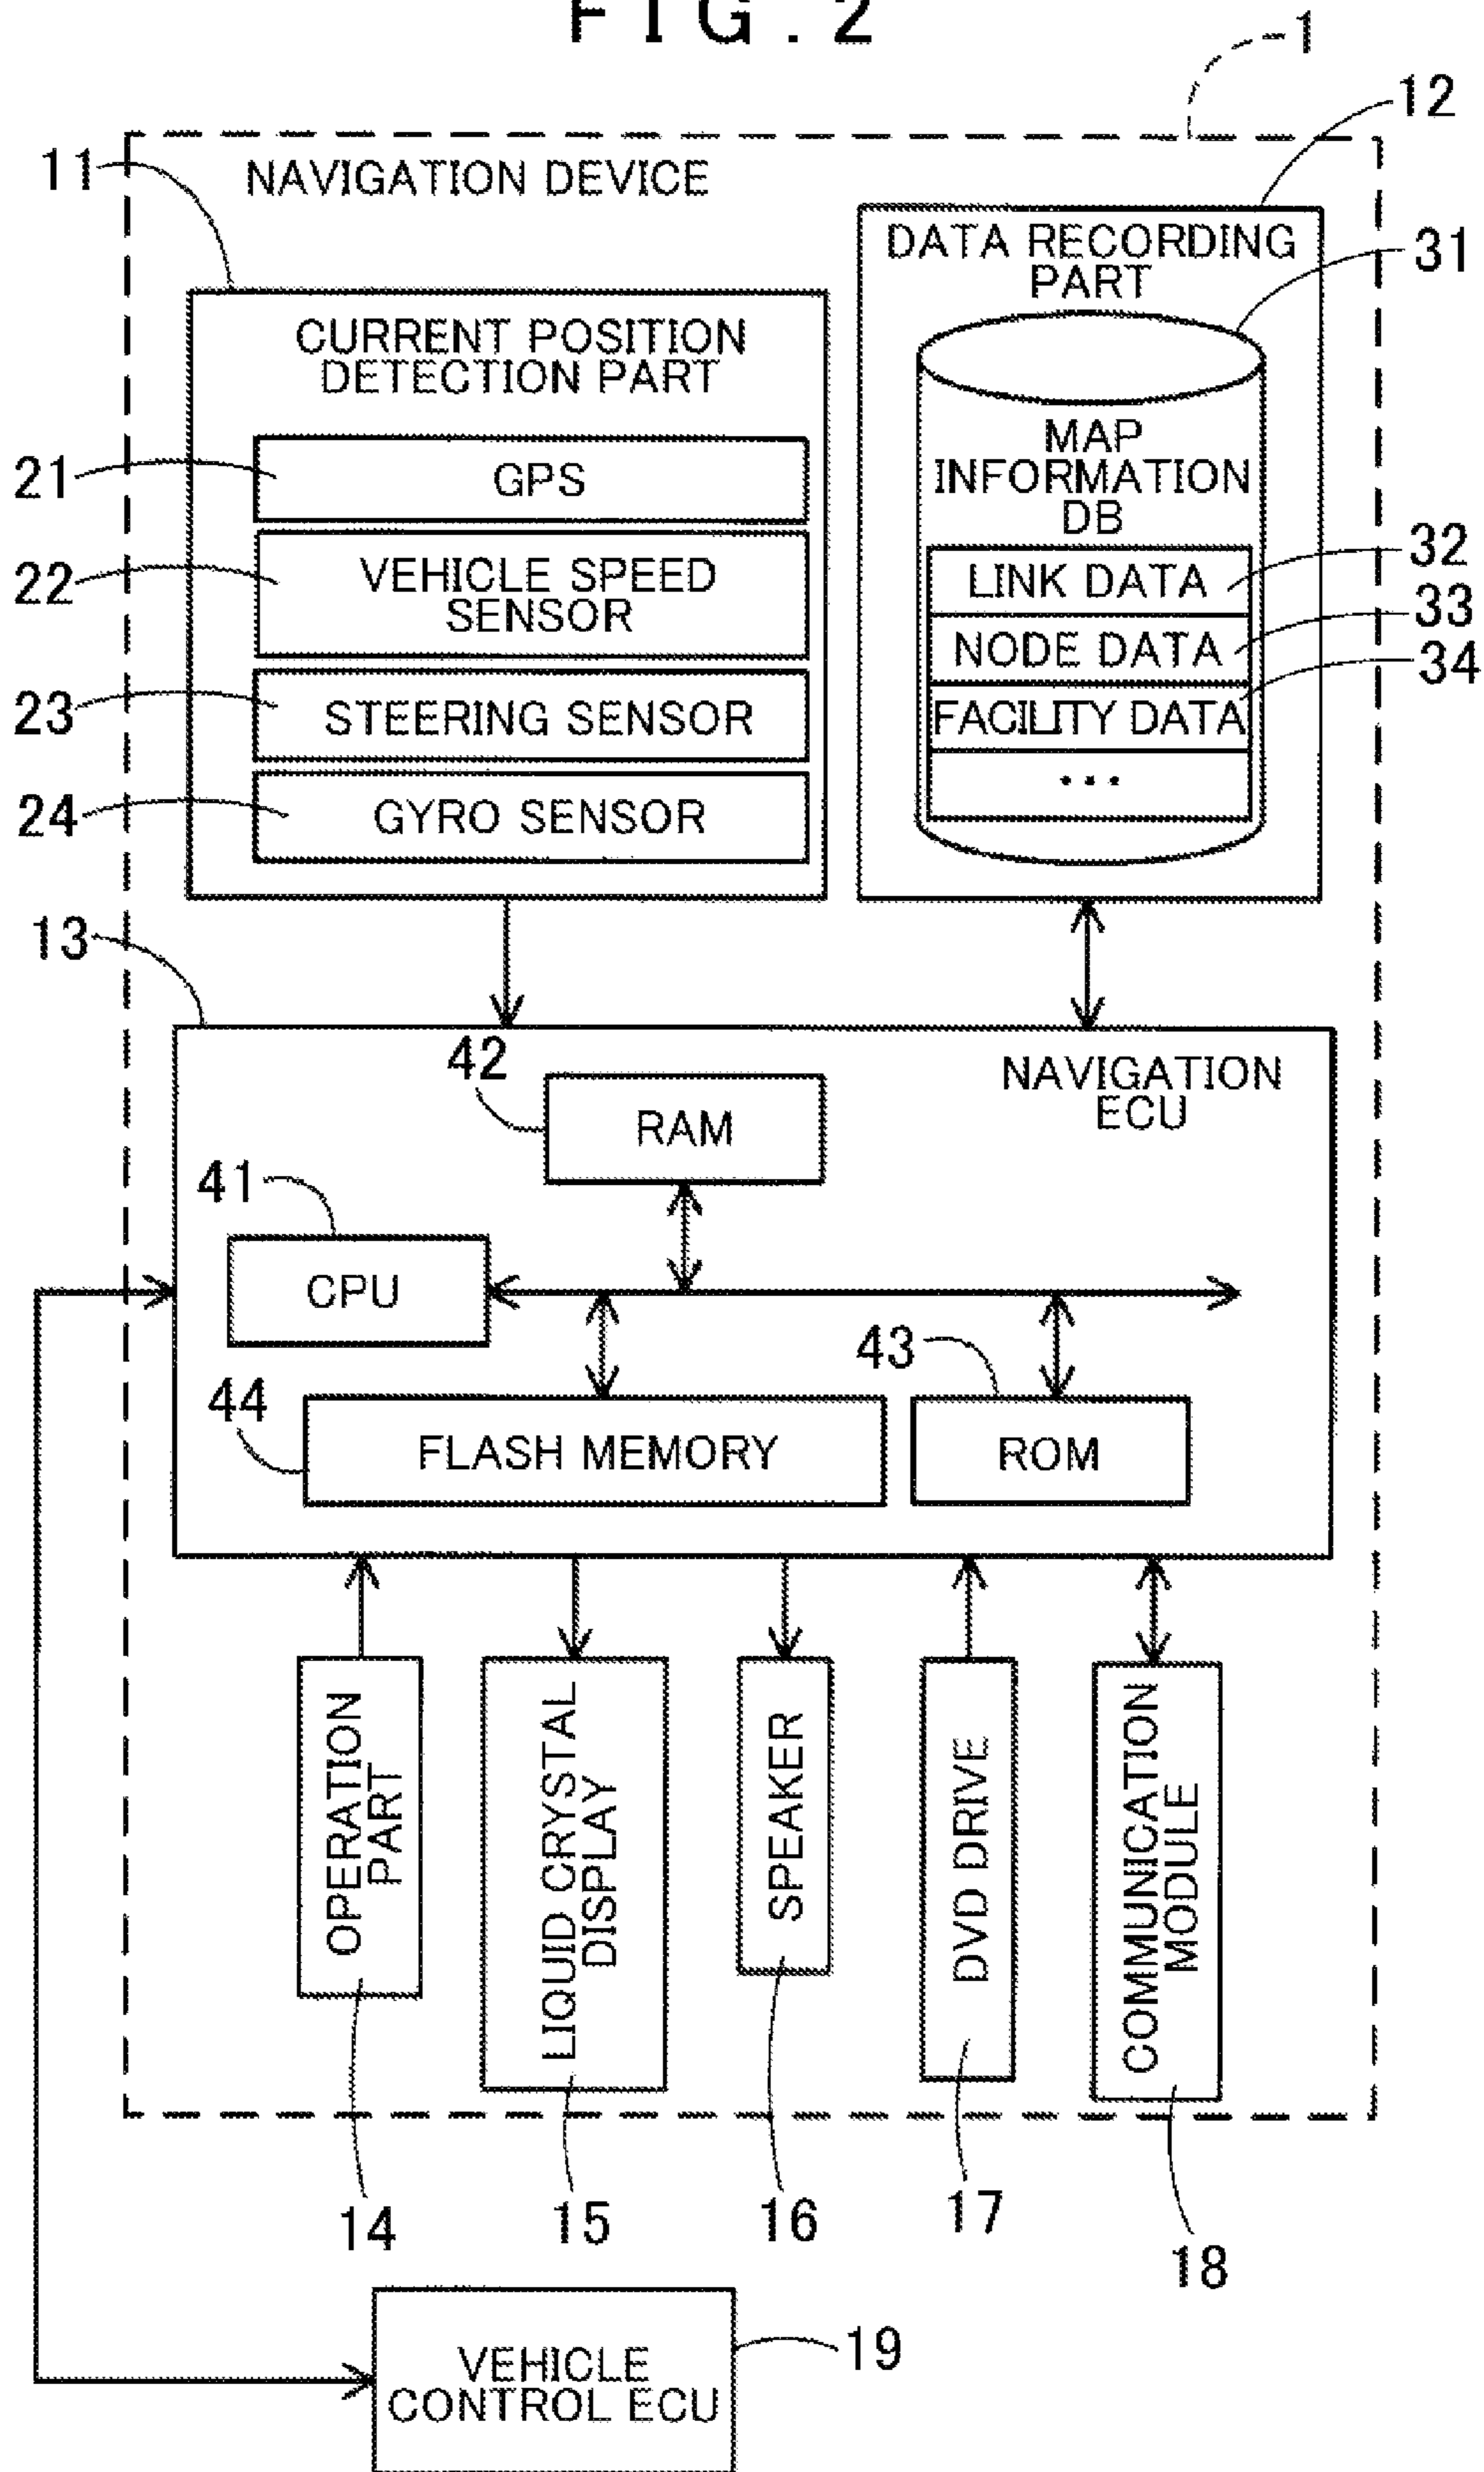 FIG.2
1
12
11
NAVIGATION DEVICE
DATA RECORDING
PART
31
CURRENT POSITION
DETECTION PART
MAP
INFORMATION
DB
21
GPS
22
VEHICLE SPEED
SENSOR
LINK DATA
32
NODE DATA
33
34
23
STEERING SENSOR
FACILITY DATA
...
24
GYRO SENSOR
13
42
NAVIGATION
ECU
RAM
41
CPU
43
44
FLASH MEMORY
ROM
OPERATION
PART
LIQUID CRYSTAL
DISPLAY
SPEAKER
DVD DRIVE
COMMUNICATION
MODULE
14
15
16
17
18
VEHICLE
CONTROL ECU
19